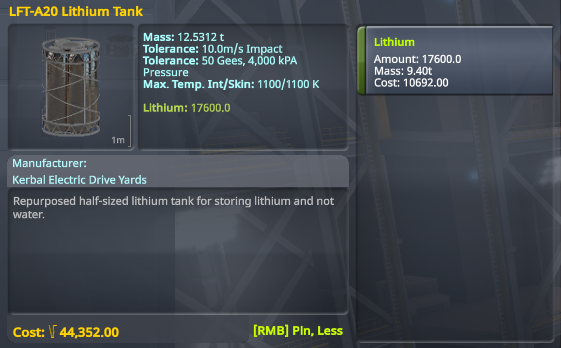 LFT-A20 Lithium Tank
Mass: 12.5312 t
Tolerance: 10.0m/s Impact
Tolerance: 50 Gees, 4,000 kPA
Pressure
Max. Temp. Int/Skin: 1100/1100 K
Lithium: 17600.0
1m
Manufacturer:
Kerbal Electric Drive Yards
Repurposed half-sized lithium tank for storing lithium and not
water.
Cost: 44,352.00
[RMB] Pin, Less
Lithium
Amount: 17600.0
Mass: 9.40t
Cost: 10692.00